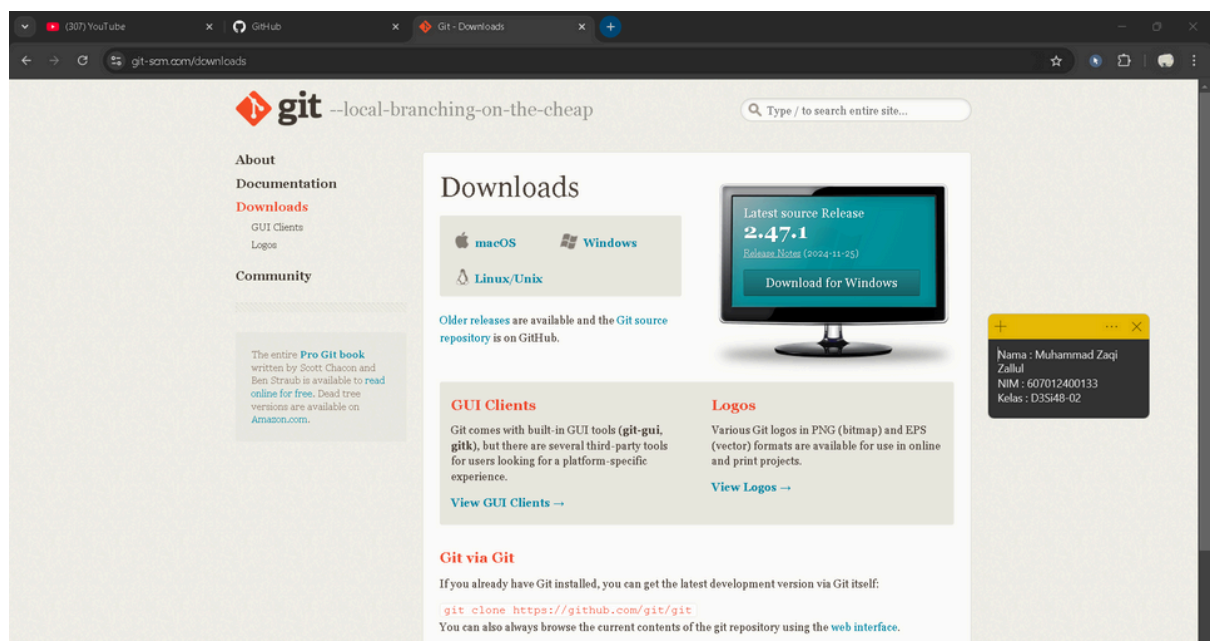 (307) YouTube
GitHub
Git - Downloads
git-scm.com/downloads
git --local-branching-on-the-cheap
Type / to search entire site...
About
Documentation
Downloads
GUI Clients
Logos
Community
The entire Pro Git book
written by Scott Chacon and
Ben Straub is available to read
online for free. Dead tree
versions are available on
Amazon.com.
Downloads
macOS
Windows
Linux/Unix
Older releases are available and the Git source
repository is on GitHub.
Latest source Release
2.47.1
Release Notes (2024-11-25)
Download for Windows
GUI Clients
Git comes with built-in GUI tools (git-gui,
gitk), but there are several third-party tools
for users looking for a platform-specific
experience.
View GUI Clients →
Logos
Various Git logos in PNG (bitmap) and EPS
(vector) formats are available for use in online
and print projects.
View Logos →
Git via Git
If you already have Git installed, you can get the latest development version via Git itself:
git clone https://github.com/git/git
You can also always browse the current contents of the git repository using the web interface.
Nama : Muhammad Zaqi
Zallul
NIM : 607012400133
Kelas : D3Si48-02